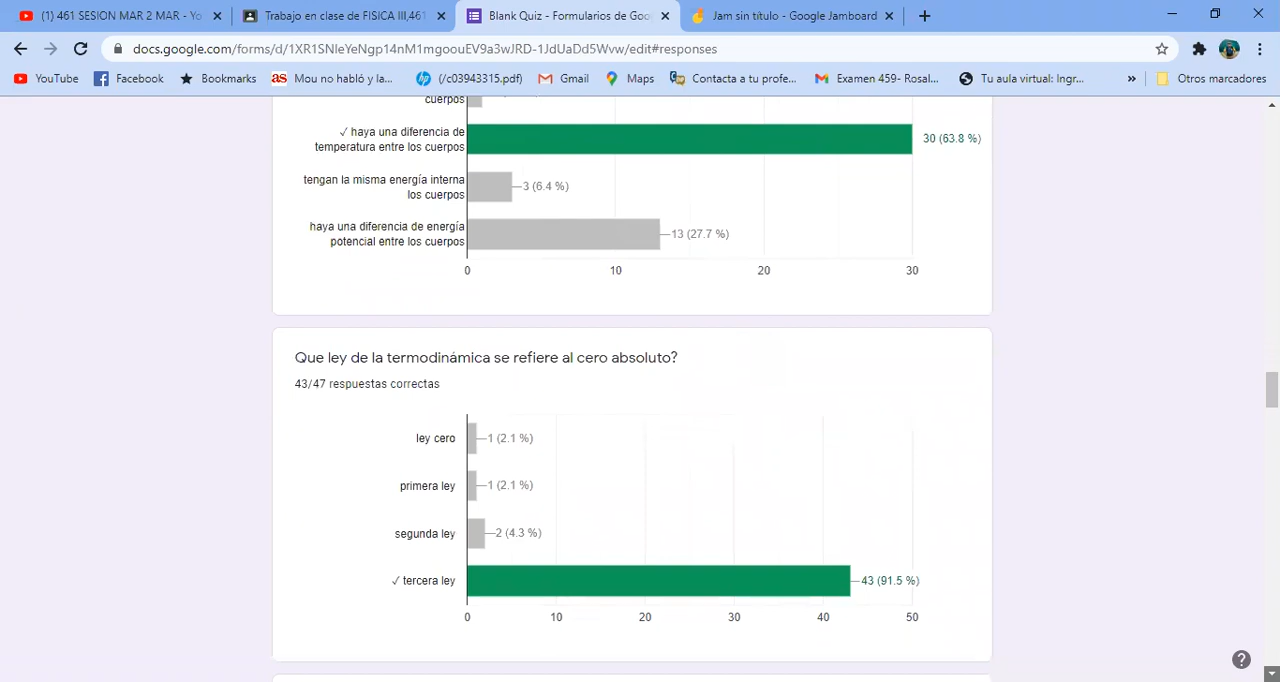 (1) 461 SESION MAR 2 MAR - Yo
Trabajo en clase de FISICA III,461
Blank Quiz - Formularios de Goo
Jam sin título - Google Jamboard
docs.google.com/forms/d/1XR1SNIeYeNgp14nM1mgoouEV9a3wJRD-1JdUaDd5Wvw/edit#responses
YouTube
Facebook
Bookmarks
as
Mou no habló y la...
hp
(/c03943315.pdf)
Gmail
Maps
Contacta a tu profe...
Examen 459- Rosal...
Tu aula virtual: Ingr...
»
Otros marcadores
cuerpos
✓ haya una diferencia de
temperatura entre los cuerpos
30 (63.8 %)
tengan la misma energía interna
los cuerpos
3 (6.4 %)
haya una diferencia de energía
potencial entre los cuerpos
13 (27.7 %)
0 10 20 30
Que ley de la termodinámica se refiere al cero absoluto?
43/47 respuestas correctas
ley cero 1 (2.1 %)
primera ley 1 (2.1 %)
segunda ley 2 (4.3 %)
✓ tercera ley 43 (91.5 %)
0 10 20 30 40 50